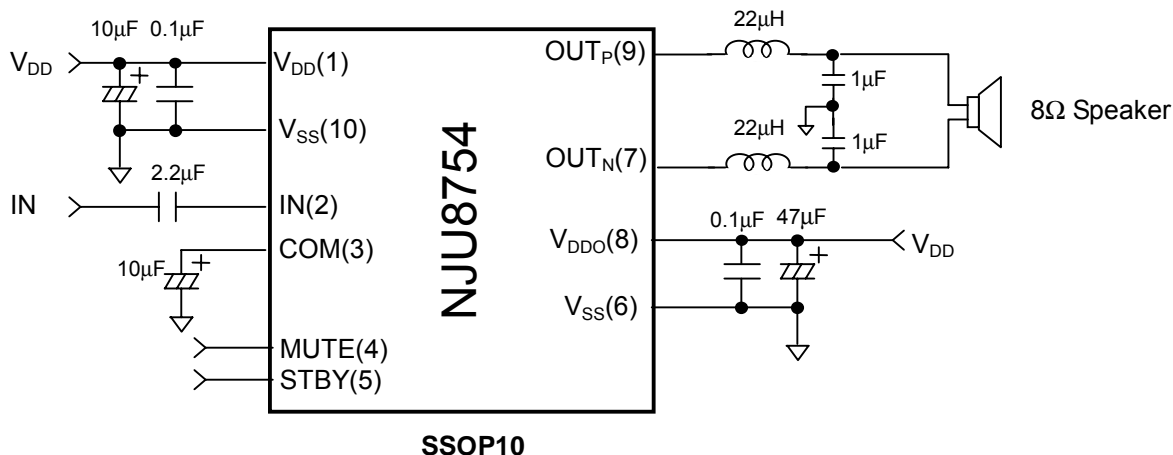 10μF 0.1μF
V_DD
V_DD(1)
V_SS(10)
2.2μF
IN
IN(2)
COM(3)
10μF
MUTE(4)
STBY(5)
NJU8754
SSOP10
22μH
OUT_P(9)
1μF
22μH
1μF
OUT_N(7)
8Ω Speaker
0.1μF 47μF
V_DDO(8)
V_DD
V_SS(6)
+
+
+